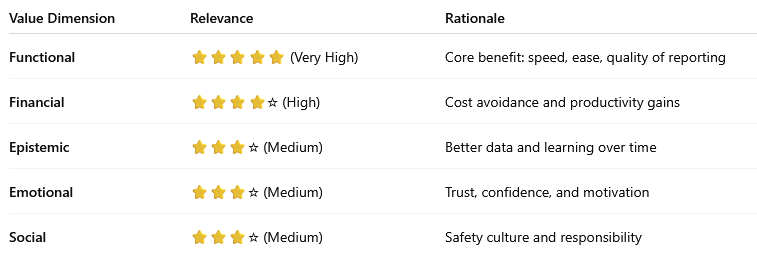 Value Dimension Relevance Rationale
Functional ⭐⭐⭐⭐⭐ (Very High) Core benefit: speed, ease, quality of reporting
Financial ⭐⭐⭐⭐☆ (High) Cost avoidance and productivity gains
Epistemic ⭐⭐⭐☆ (Medium) Better data and learning over time
Emotional ⭐⭐⭐☆ (Medium) Trust, confidence, and motivation
Social ⭐⭐⭐☆ (Medium) Safety culture and responsibility